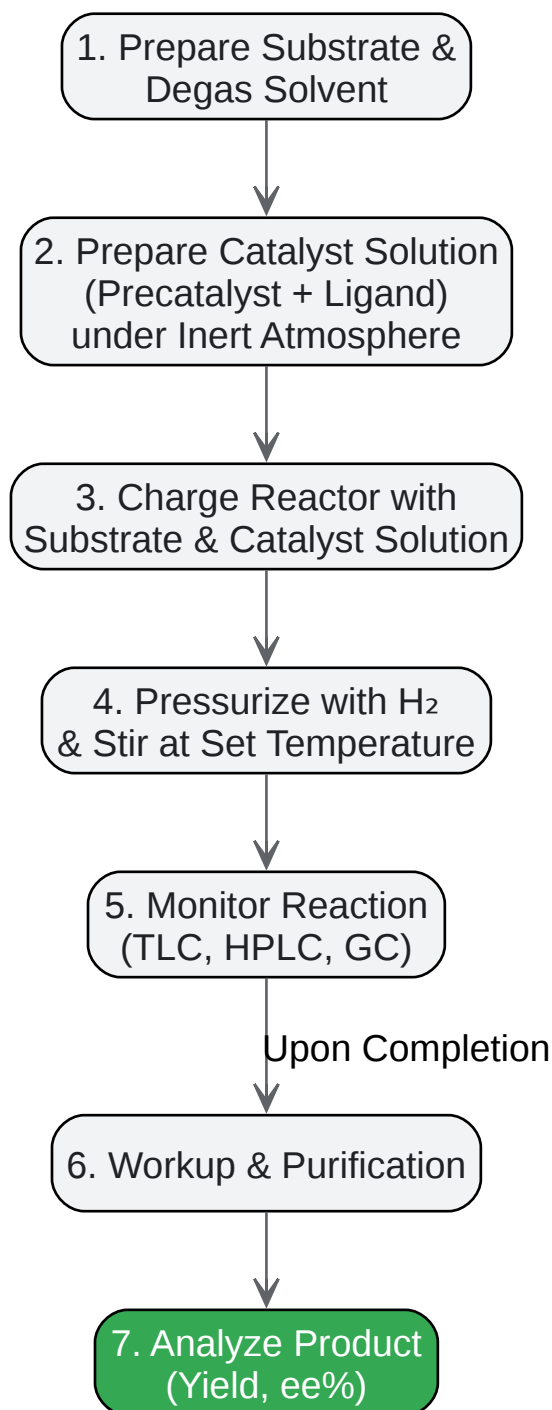 1. Prepare Substrate &
Degas Solvent
2. Prepare Catalyst Solution
(Precatalyst + Ligand)
under Inert Atmosphere
3. Charge Reactor with
Substrate & Catalyst Solution
4. Pressurize with H₂
& Stir at Set Temperature
5. Monitor Reaction
(TLC, HPLC, GC)
Upon Completion
6. Workup & Purification
7. Analyze Product
(Yield, ee%)